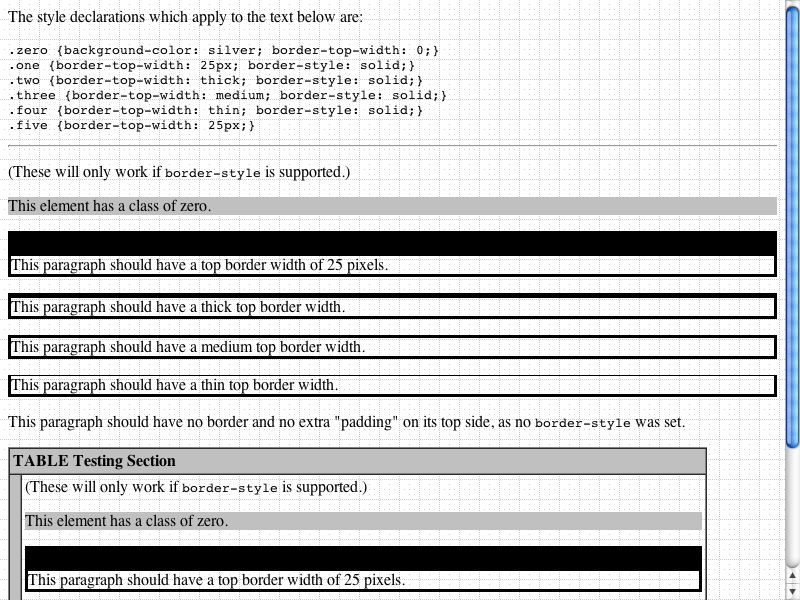 The style declarations which apply to the text below are:
.zero {background-color: silver; border-top-width: 0;}
.one {border-top-width: 25px; border-style: solid;}
.two {border-top-width: thick; border-style: solid;}
.three {border-top-width: medium; border-style: solid;}
.four {border-top-width: thin; border-style: solid;}
.five {border-top-width: 25px;}
(These will only work if border-style is supported.)
This element has a class of zero.
This paragraph should have a top border width of 25 pixels.
This paragraph should have a thick top border width.
This paragraph should have a medium top border width.
This paragraph should have a thin top border width.
This paragraph should have no border and no extra "padding" on its top side, as no border-style was set.
TABLE Testing Section
(These will only work if border-style is supported.)
This element has a class of zero.
This paragraph should have a top border width of 25 pixels.